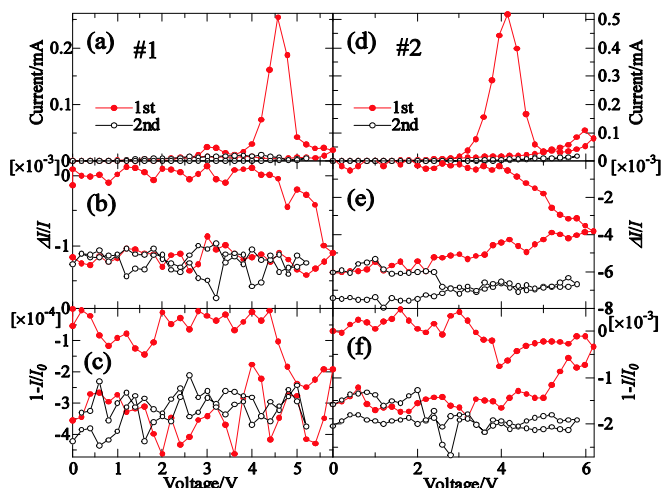 (a) #1
Current/mA
0.2
0.1
0
1st
2nd
(d) #2
Current/mA
0.5
0.4
0.3
0.2
0.1
0.0
1st
2nd
[×10⁻³]
0
-1
ΔI/I
(b)
[×10⁻³]
-2
-4
-6
-8
ΔI/I
(e)
0
[×10⁻⁴]
-1
-2
-3
-4
1-I/I₀
(c)
[×10⁻³]
0
-1
-2
1-I/I₀
(f)
0 1 2 3 4 5
Voltage/V
0 2 4 6
Voltage/V